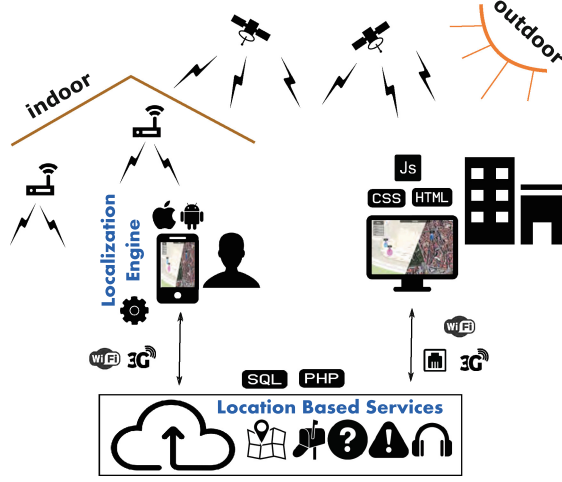 outdoor
indoor
Js
CSS HTML
Localization
Engine
WiFi
WiFi 3G
3G
SQL PHP
Location Based Services
?
!